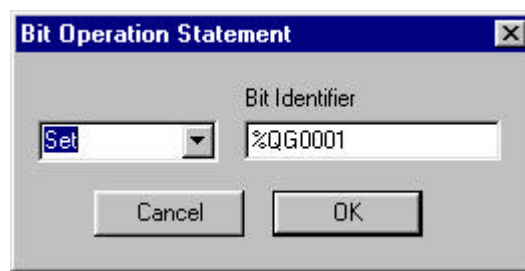 Bit Operation Statement
Bit Identifier
Set %QG0001
Cancel OK